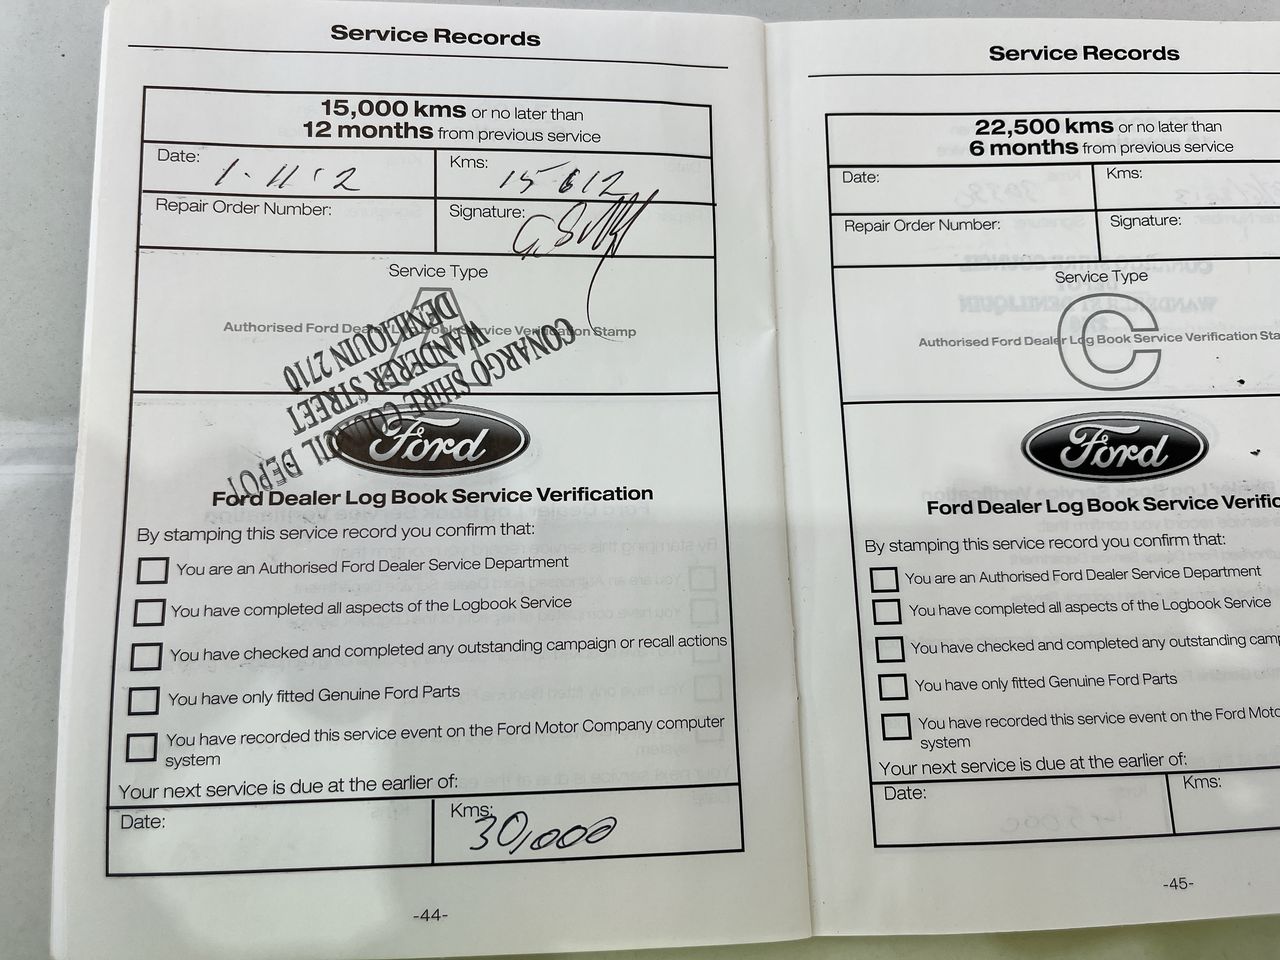 Service Records
15,000 kms or no later than
12 months from previous service
Date: 1-11-12
Kms: 15 612
Repair Order Number:
Signature:
Service Type
A
Authorised Ford Dealer Log Book Service Verification Stamp
CONARGO SHIRE COUNCIL DEPOT
WANDERER STREET
DENILIQUIN 2710
Ford
Ford Dealer Log Book Service Verification
By stamping this service record you confirm that:
You are an Authorised Ford Dealer Service Department
You have completed all aspects of the Logbook Service
You have checked and completed any outstanding campaign or recall actions
You have only fitted Genuine Ford Parts
You have recorded this service event on the Ford Motor Company computer
system
Your next service is due at the earlier of:
Date:
Kms: 30,000
-44-
Service Records
22,500 kms or no later than
6 months from previous service
Date:
Kms:
Repair Order Number:
Signature:
Service Type
C
Authorised Ford Dealer Log Book Service Verification Sta
Ford
Ford Dealer Log Book Service Verific
By stamping this service record you confirm that:
You are an Authorised Ford Dealer Service Department
You have completed all aspects of the Logbook Service
You have checked and completed any outstanding camp
You have only fitted Genuine Ford Parts
You have recorded this service event on the Ford Moto
system
Your next service is due at the earlier of:
Date:
Kms:
-45-